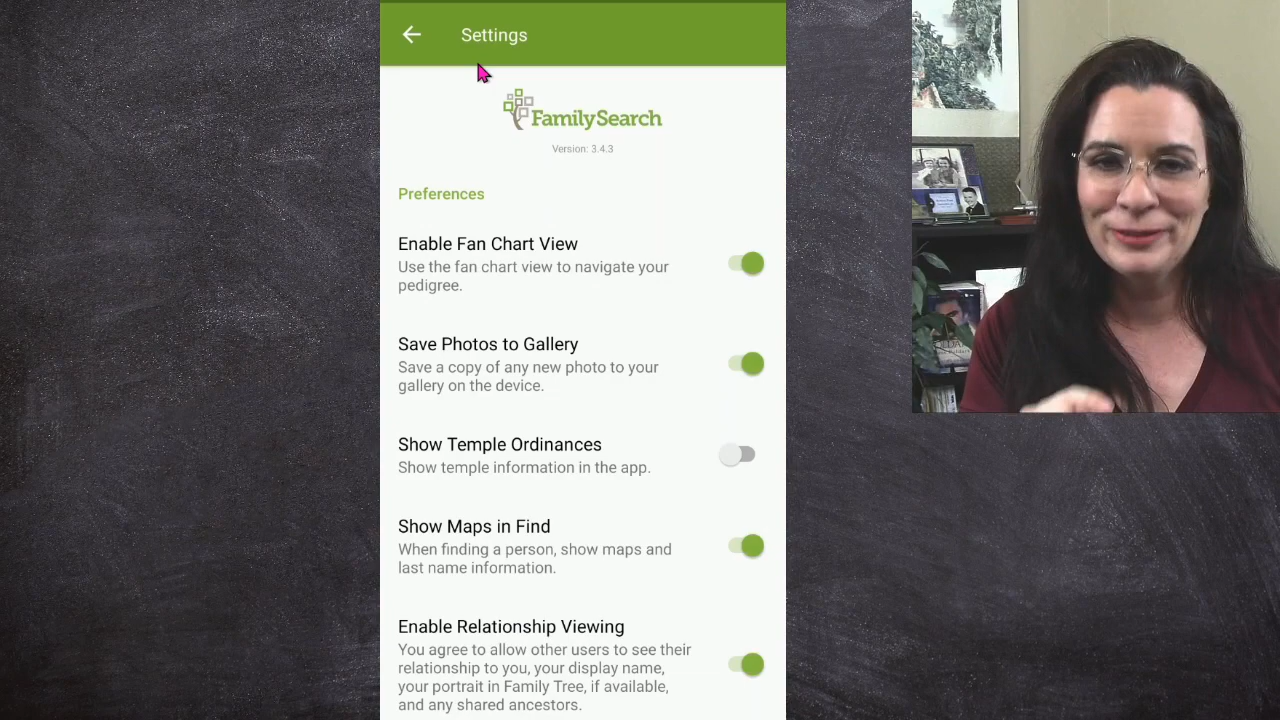 Settings
FamilySearch
Version: 3.4.3
Preferences
Enable Fan Chart View
Use the fan chart view to navigate your
pedigree.
Save Photos to Gallery
Save a copy of any new photo to your
gallery on the device.
Show Temple Ordinances
Show temple information in the app.
Show Maps in Find
When finding a person, show maps and
last name information.
Enable Relationship Viewing
You agree to allow other users to see their
relationship to you, your display name,
your portrait in Family Tree, if available,
and any shared ancestors.